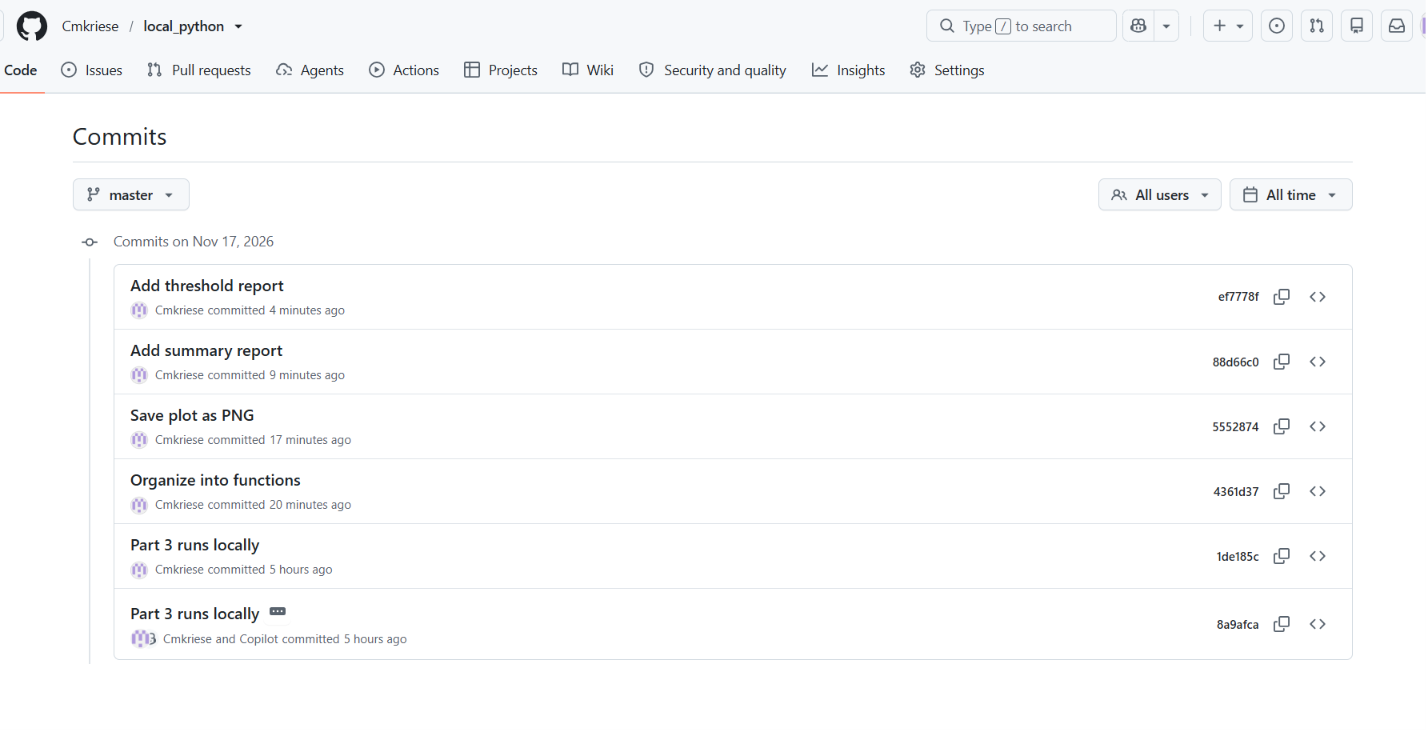 Cmkriese / local_python
Type / to search
Code Issues Pull requests Agents Actions Projects Wiki Security and quality Insights Settings
Commits
master All users All time
Commits on Nov 17, 2026
Add threshold report
Cmkriese committed 4 minutes ago
ef7778f
Add summary report
Cmkriese committed 9 minutes ago
88d66c0
Save plot as PNG
Cmkriese committed 17 minutes ago
5552874
Organize into functions
Cmkriese committed 20 minutes ago
4361d37
Part 3 runs locally
Cmkriese committed 5 hours ago
1de185c
Part 3 runs locally
Cmkriese and Copilot committed 5 hours ago
8a9afca